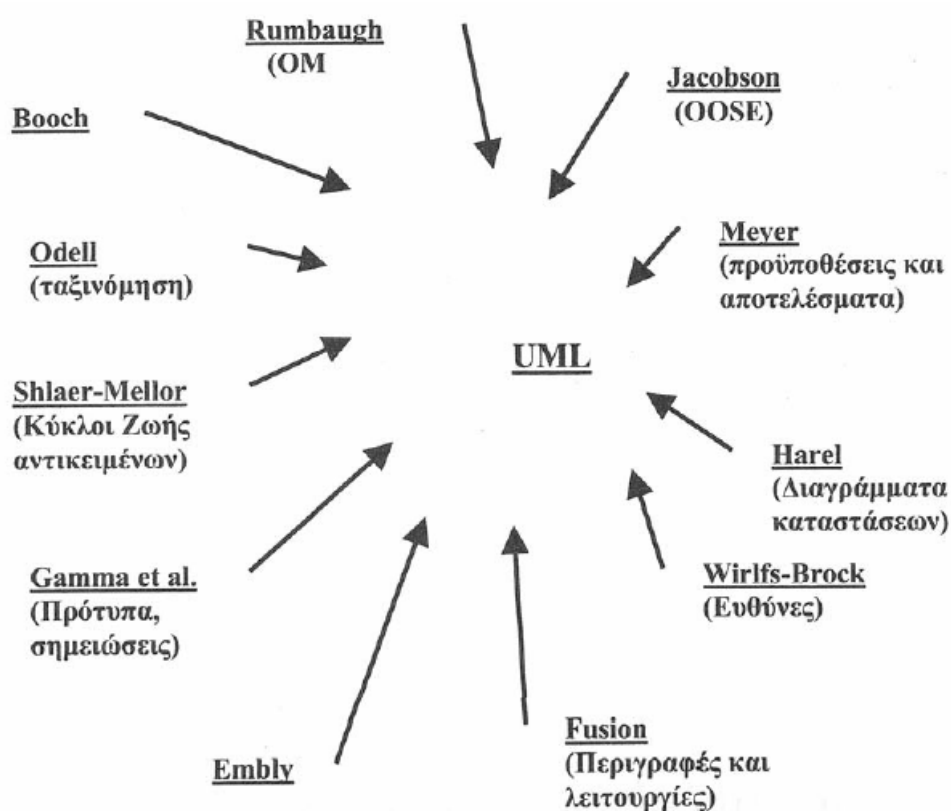 Rumbaugh
(OM
Jacobson
(OOSE)
Booch
Odell
(ταξινόμηση)
Meyer
(προϋποθέσεις και
αποτελέσματα)
UML
Shlaer-Mellor
(Κύκλοι Ζωής
αντικειμένων)
Harel
(Διαγράμματα
καταστάσεων)
Gamma et al.
(Πρότυπα,
σημειώσεις)
Wirlfs-Brock
(Ευθύνες)
Fusion
(Περιγραφές και
λειτουργίες)
Embly